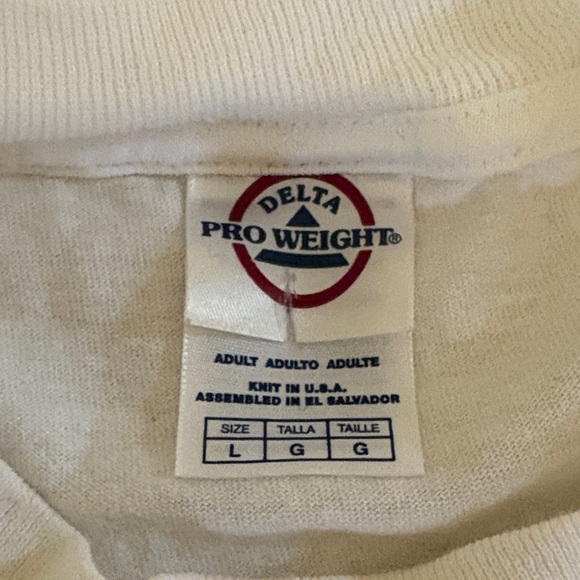 DELTA
PRO WEIGHT®
ADULT ADULTO ADULTE
KNIT IN U.S.A.
ASSEMBLED IN EL SALVADOR
SIZE TALLA TAILLE
L G G